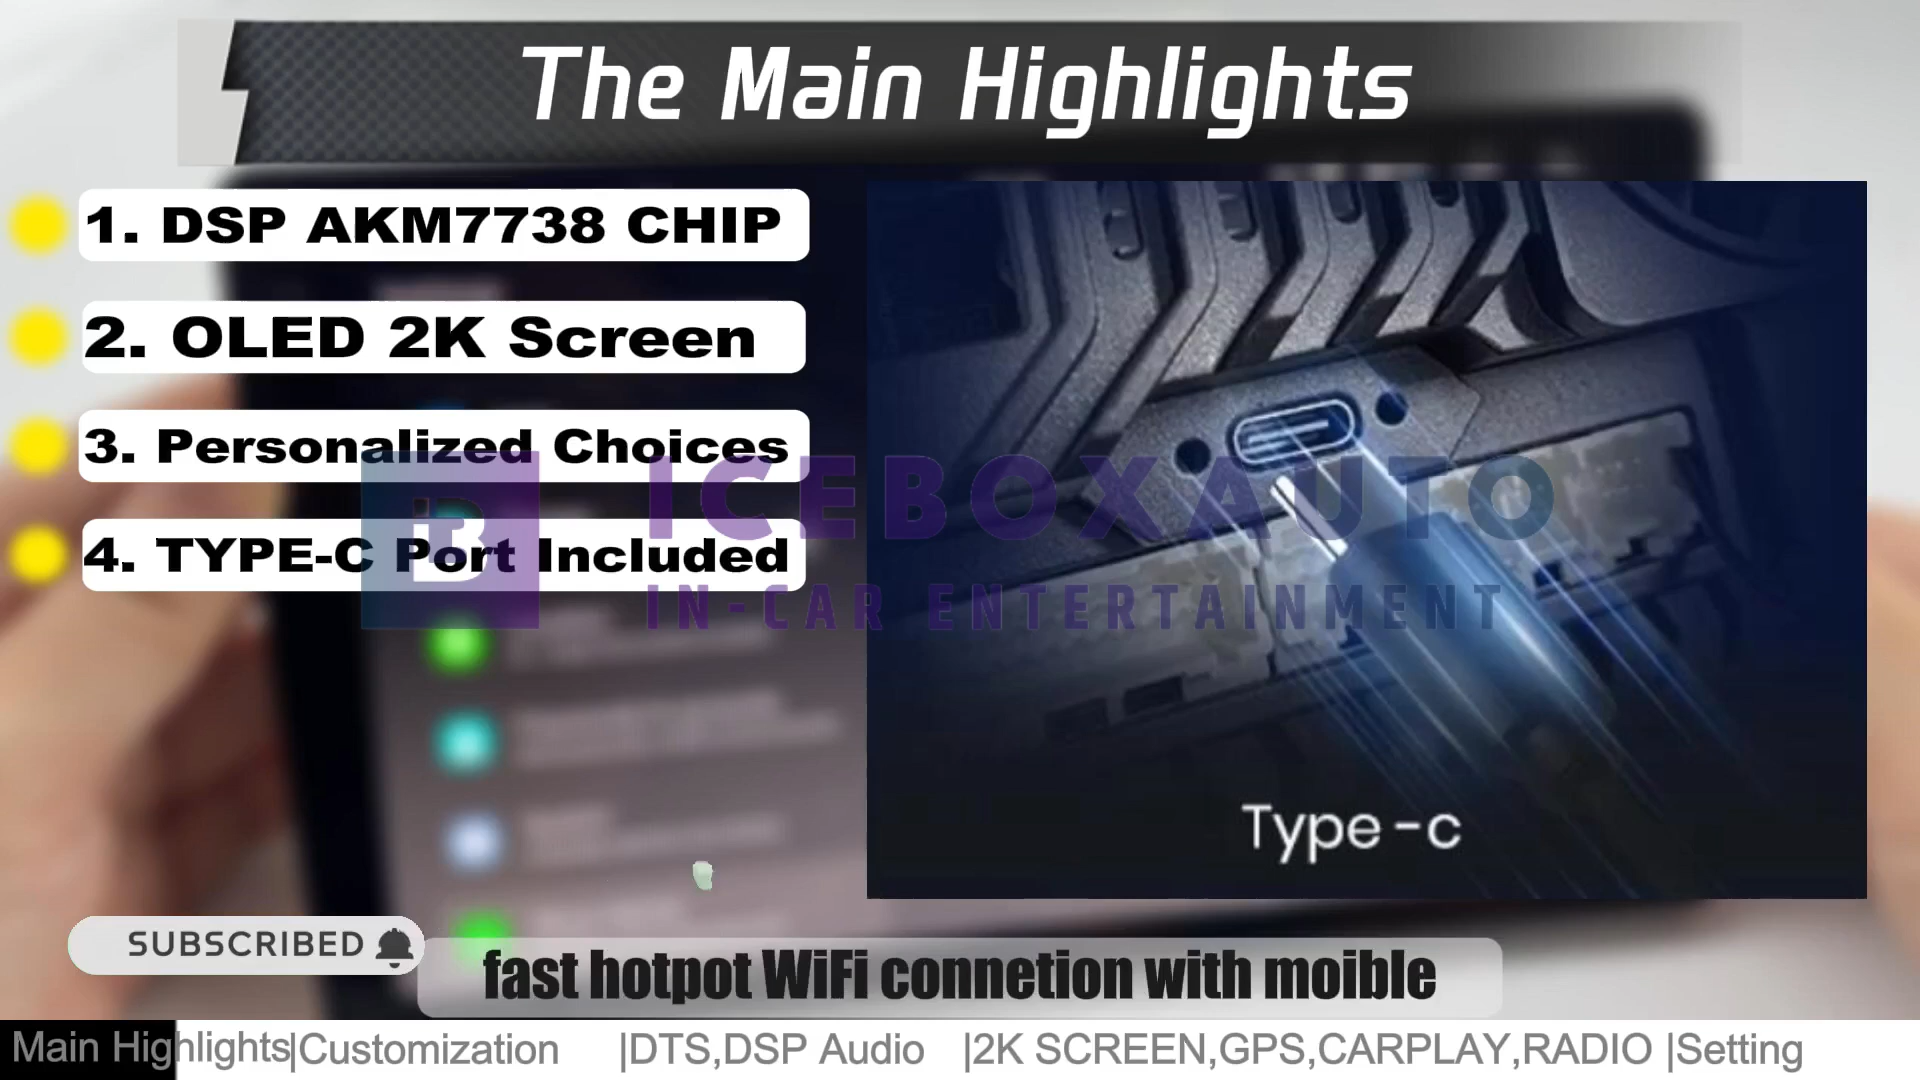 The Main Highlights
1. DSP AKM7738 CHIP
2. OLED 2K Screen
3. Personalized Choices
4. TYPE-C Port Included
ICEBOXAUTO
IN-CAR ENTERTAINMENT
Type -c
SUBSCRIBED
fast hotpot WiFi connetion with moible
Main Highlights|Customization |DTS,DSP Audio |2K SCREEN,GPS,CARPLAY,RADIO |Setting